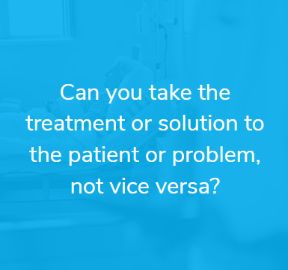 Can you take the
treatment or solution to
the patient or problem,
not vice versa?